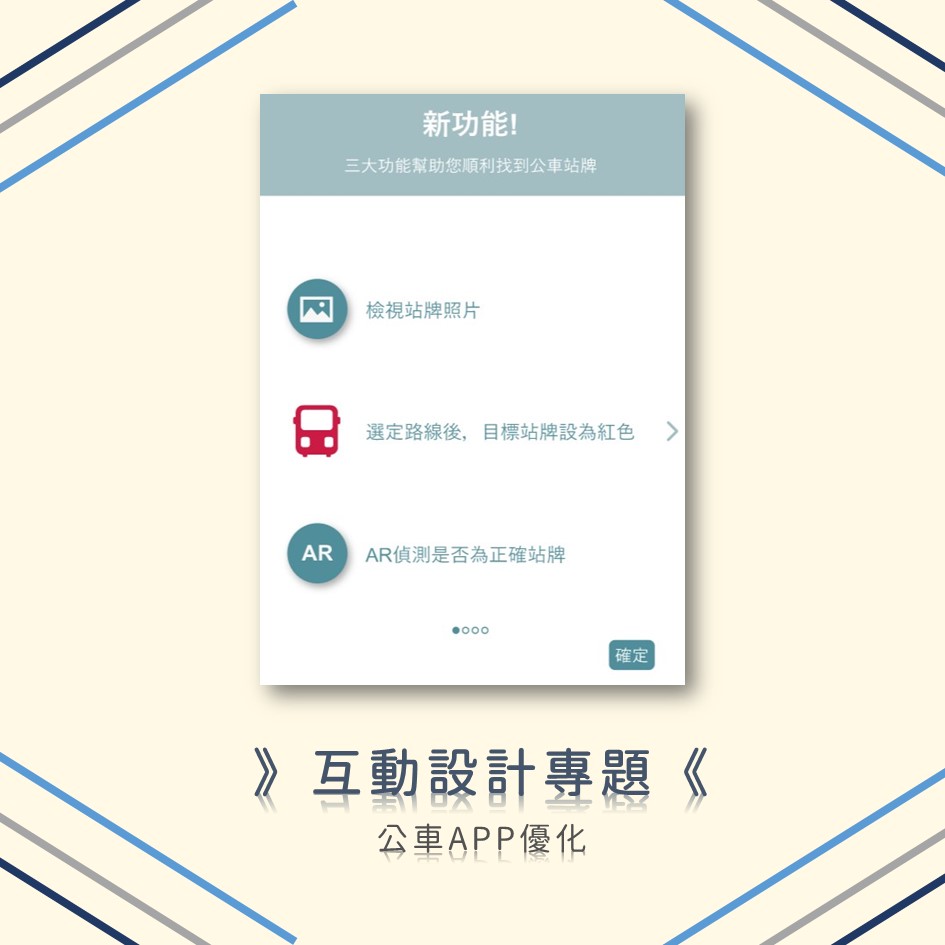 新功能!
三大功能幫助您順利找到公車站牌
檢視站牌照片
選定路線後，目標站牌設為紅色
AR
AR偵測是否為正確站牌
確定
》互動設計專題《
公車APP優化